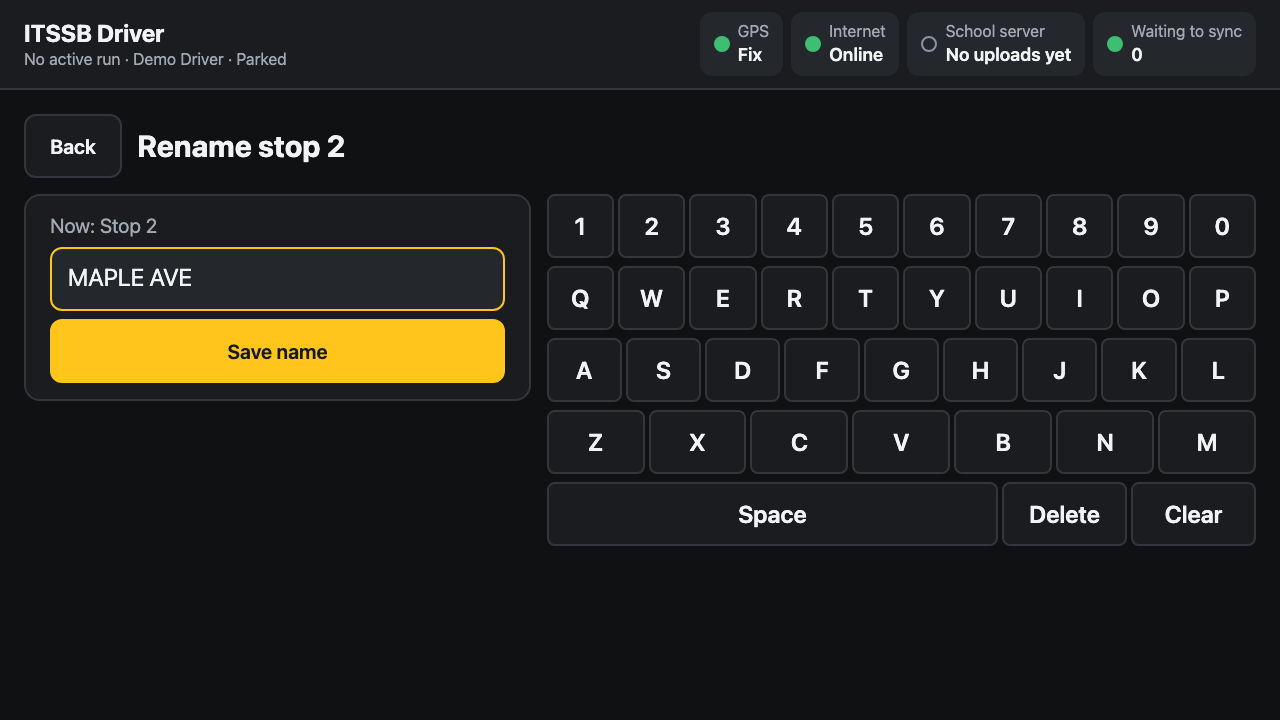 ITSSB Driver
No active run · Demo Driver · Parked
GPS
Fix
Internet
Online
School server
No uploads yet
Waiting to sync
0
Back
Rename stop 2
Now: Stop 2
MAPLE AVE
Save name
1 2 3 4 5 6 7 8 9 0
Q W E R T Y U I O P
A S D F G H J K L
Z X C V B N M
Space Delete Clear